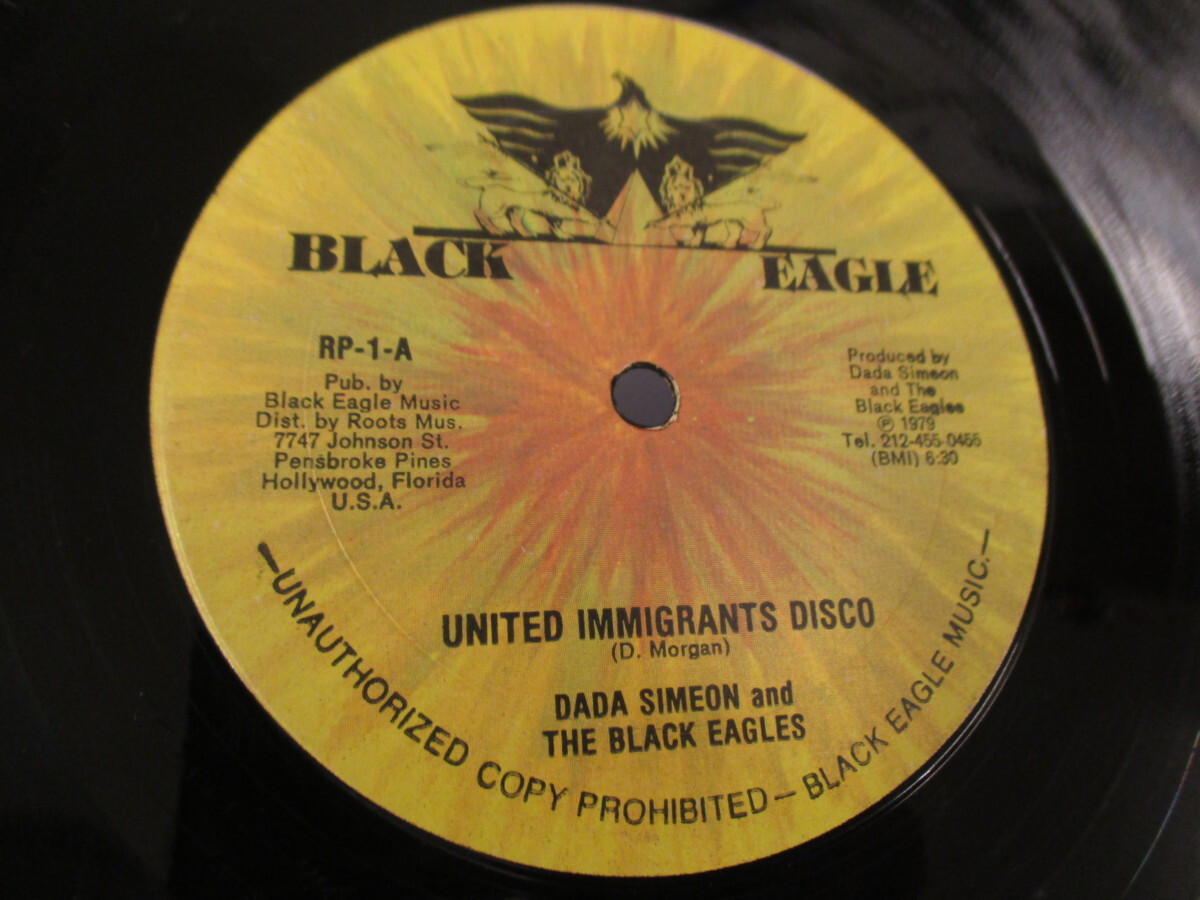 BLACK EAGLE
RP-1-A
Pub. by
Black Eagle Music
Dist. by Roots Mus.
7747 Johnson St.
Pensbroke Pines
Hollywood, Florida
U.S.A.
Produced by
Dada Simeon
and The
Black Eagles
℗ 1979
Tel. 212-455-0455
(BMI) 6:30
UNITED IMMIGRANTS DISCO
(D. Morgan)
DADA SIMEON and
THE BLACK EAGLES
—UNAUTHORIZED COPY PROHIBITED— BLACK EAGLE MUSIC.—